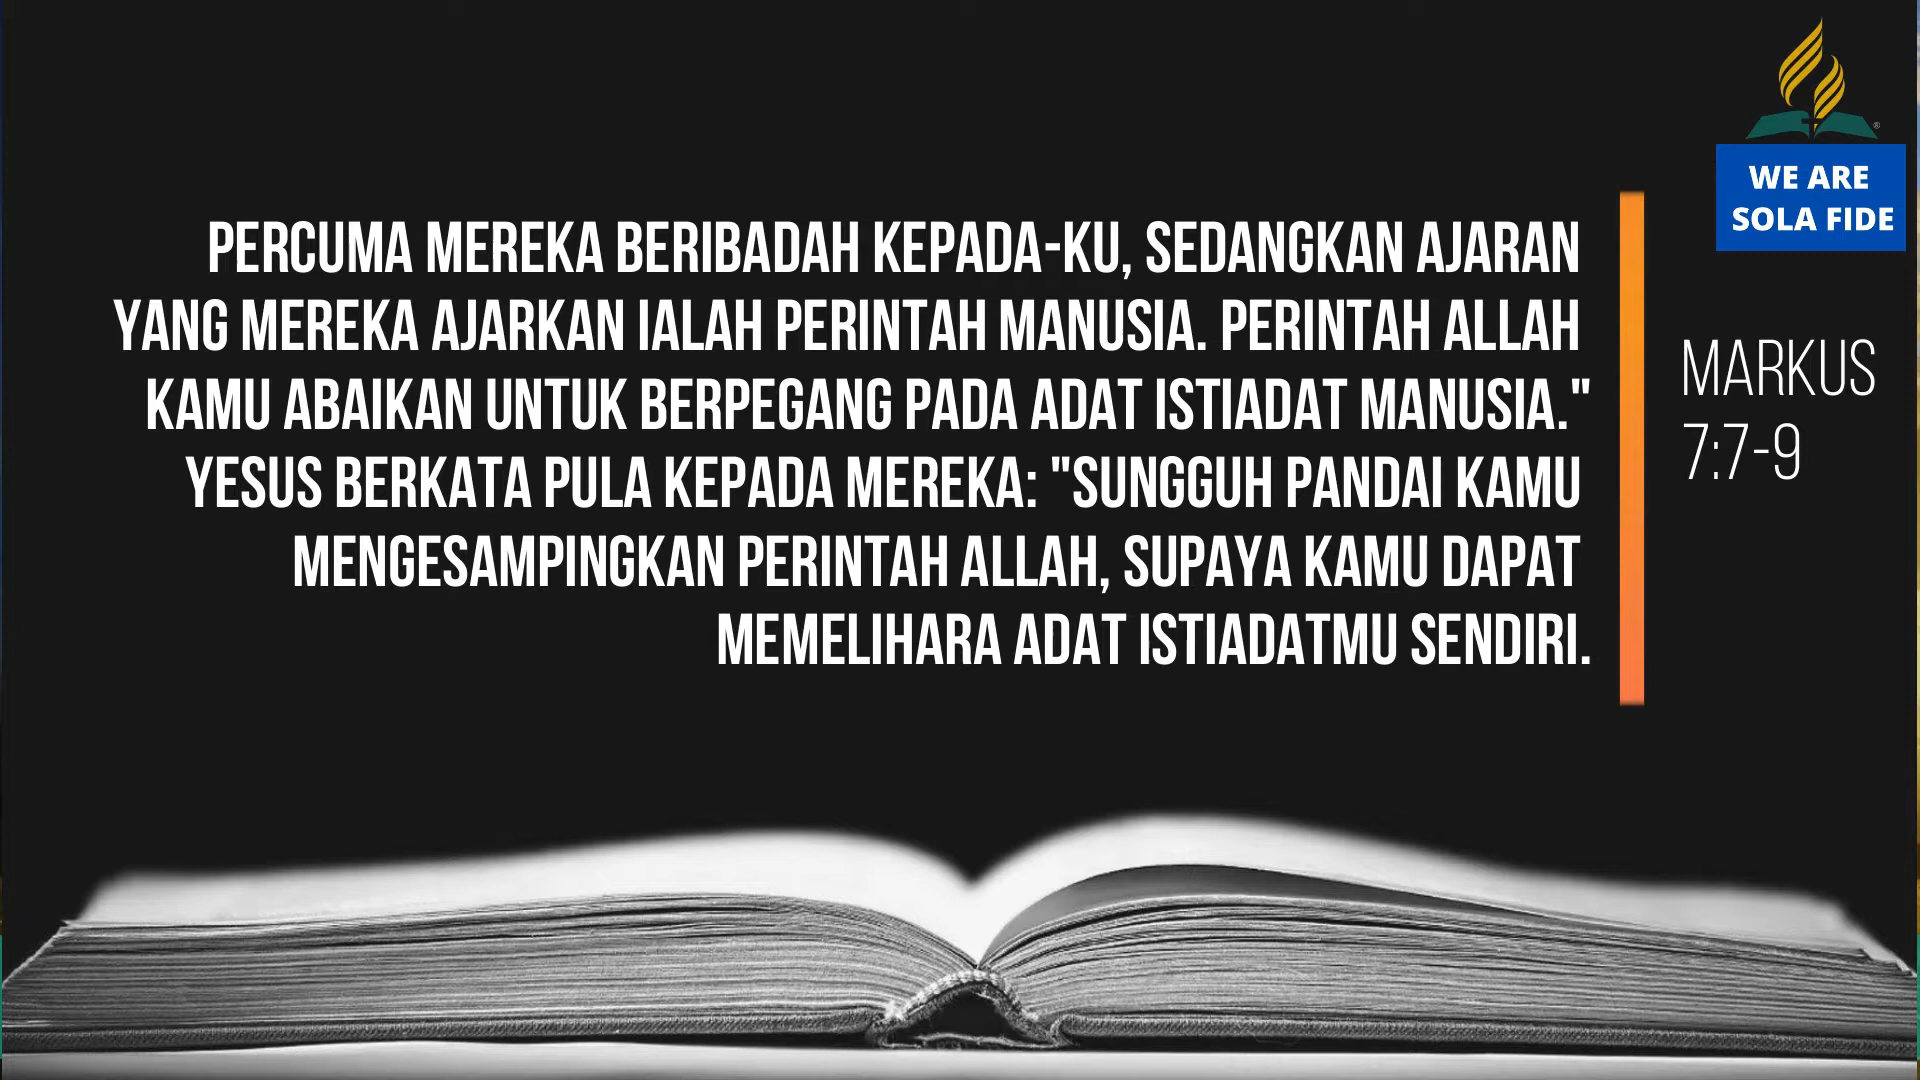 WE ARE
SOLA FIDE
PERCUMA MEREKA BERIBADAH KEPADA-KU, SEDANGKAN AJARAN
YANG MEREKA AJARKAN IALAH PERINTAH MANUSIA. PERINTAH ALLAH
KAMU ABAIKAN UNTUK BERPEGANG PADA ADAT ISTIADAT MANUSIA."
YESUS BERKATA PULA KEPADA MEREKA: "SUNGGUH PANDAI KAMU
MENGESAMPINGKAN PERINTAH ALLAH, SUPAYA KAMU DAPAT
MEMELIHARA ADAT ISTIADATMU SENDIRI.
MARKUS
7:7-9